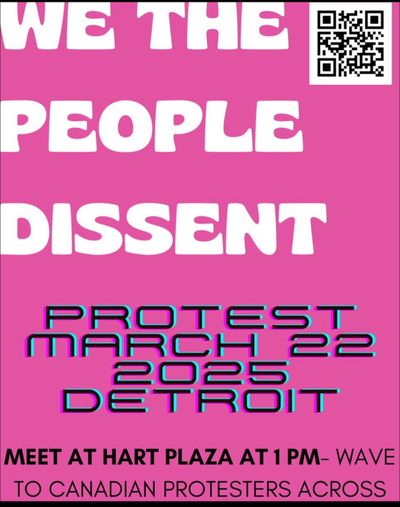 WE THE
PEOPLE
DISSENT
PROTEST
MARCH 22
2025
DETROIT
MEET AT HART PLAZA AT 1 PM– WAVE
TO CANADIAN PROTESTERS ACROSS